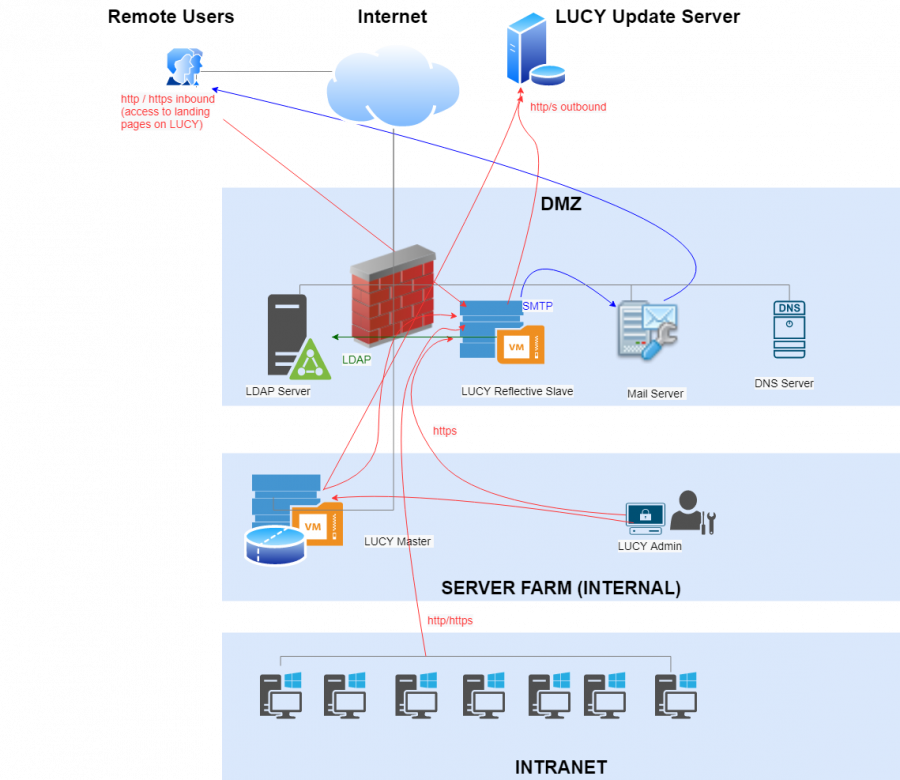 Remote Users
Internet
LUCY Update Server
http / https inbound
(access to landing
pages on LUCY)
http/s outbound
DMZ
SMTP
DNS
VM
LDAP
LDAP Server
LUCY Reflective Slave
Mail Server
DNS Server
https
VM
LUCY Master
LUCY Admin
SERVER FARM (INTERNAL)
http/https
INTRANET